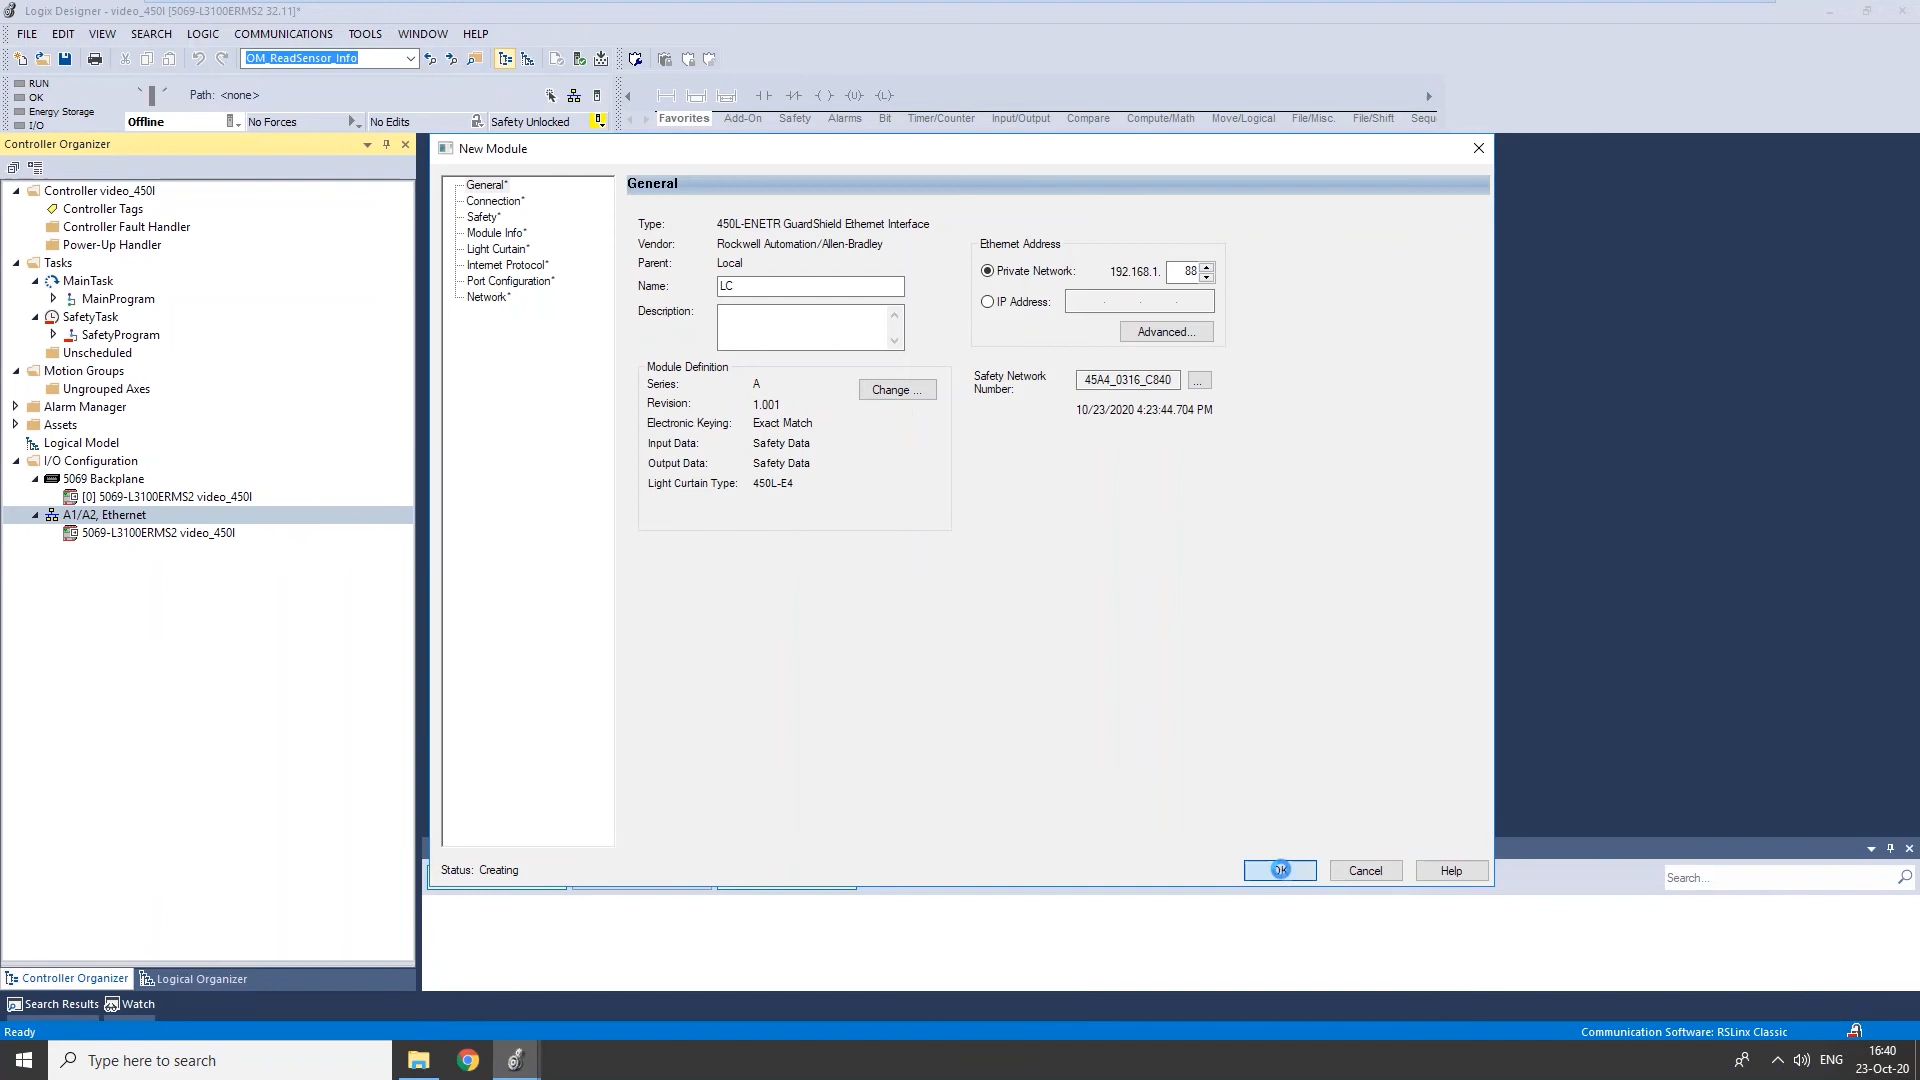 Logix Designer - video_450l [5069-L3100ERMS2 32.11]*
FILE EDIT VIEW SEARCH LOGIC COMMUNICATIONS TOOLS WINDOW HELP
OM_ReadSensor_Info
RUN
OK
Energy Storage
I/O
Path: <none>
Offline
No Forces
No Edits
Safety Unlocked
Favorites Add-On Safety Alarms Bit Timer/Counter Input/Output Compare Compute/Math Move/Logical File/Misc. File/Shift Sequ
Controller Organizer
Controller video_450l
Controller Tags
Controller Fault Handler
Power-Up Handler
Tasks
MainTask
MainProgram
SafetyTask
SafetyProgram
Unscheduled
Motion Groups
Ungrouped Axes
Alarm Manager
Assets
Logical Model
I/O Configuration
5069 Backplane
[0] 5069-L3100ERMS2 video_450l
A1/A2, Ethernet
5069-L3100ERMS2 video_450l
Controller Organizer
Logical Organizer
New Module
General*
Connection*
Safety*
Module Info*
Light Curtain*
Internet Protocol*
Port Configuration*
Network*
General
Type: 450L-ENETR GuardShield Ethernet Interface
Vendor: Rockwell Automation/Allen-Bradley
Parent: Local
Name: LC
Description:
Module Definition
Series: A
Change ...
Revision: 1.001
Electronic Keying: Exact Match
Input Data: Safety Data
Output Data: Safety Data
Light Curtain Type: 450L-E4
Ethernet Address
Private Network: 192.168.1. 88
IP Address: . . .
Advanced...
Safety Network Number: 45A4_0316_C840 ...
10/23/2020 4:23:44.704 PM
Status: Creating
OK
Cancel
Help
Search...
Search Results
Watch
Ready
Communication Software: RSLinx Classic
Type here to search
ENG
16:40
23-Oct-20